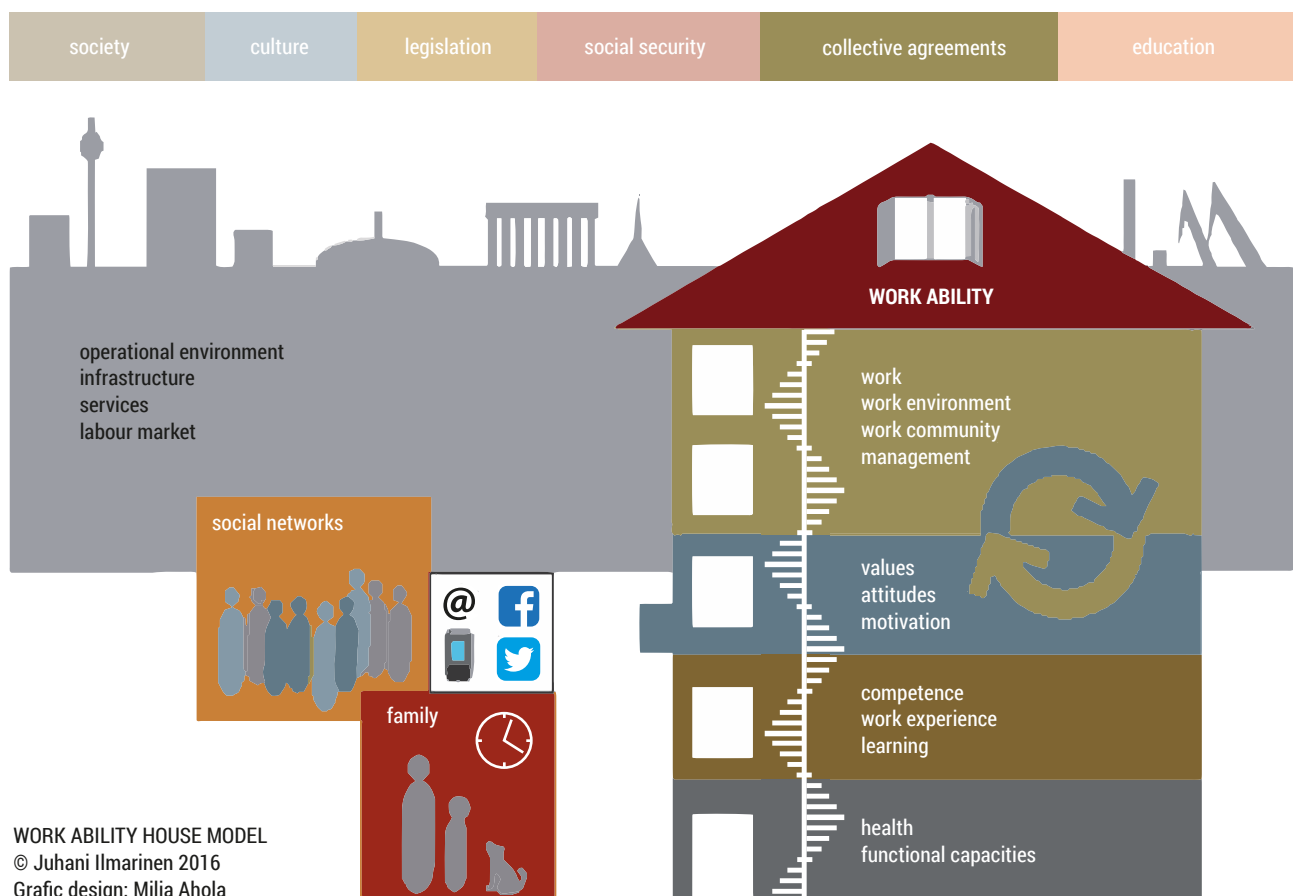 society
culture
legislation
social security
collective agreements
education
WORK ABILITY
operational environment
infrastructure
services
labour market
work
work environment
work community
management
social networks
@
f
values
attitudes
motivation
family
competence
work experience
learning
health
functional capacities
WORK ABILITY HOUSE MODEL
© Juhani Ilmarinen 2016
Grafic design: Milja Ahola